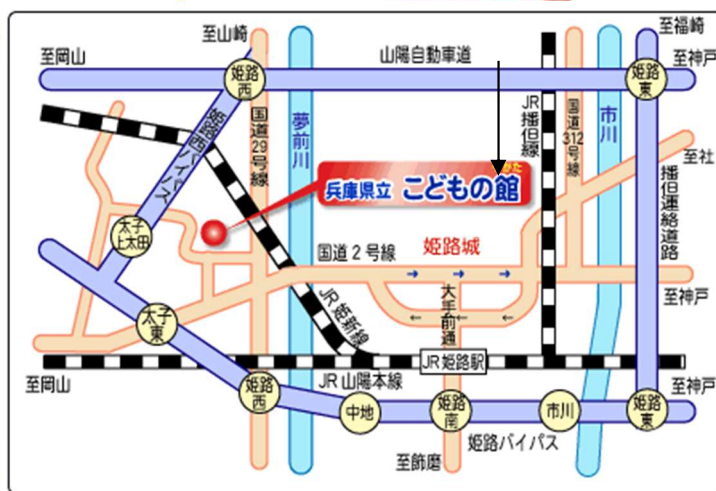 至山崎
至福崎
至岡山
山陽自動車道
至神戸
姫路西
姫路東
国道29号線
夢前川
JR播但線
国道312号線
市川
姫路西バイパス
至社
かた
兵庫県立 こどもの館
播但連絡道路
太子上太田
国道2号線
姫路城
至神戸
太子東
JR姫新線
大手前通
JR姫路駅
至岡山
JR山陽本線
至神戸
姫路西
中地
姫路南
市川
姫路東
姫路バイパス
至飾磨